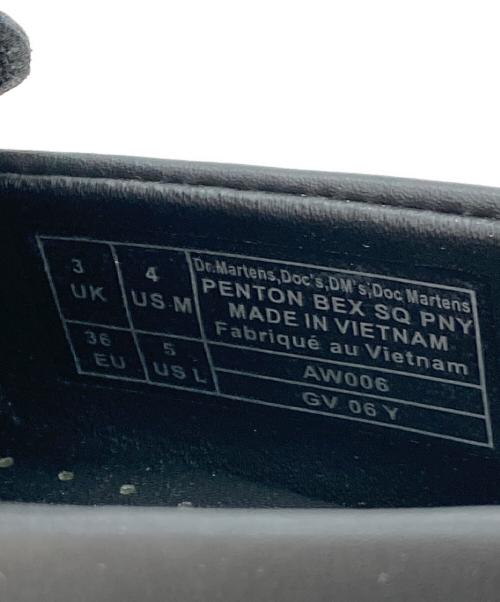 3 UK
4 US M
36 EU
5 US L
Dr.Martens,Doc's,DM's,Doc Martens
PENTON BEX SQ PNY
MADE IN VIETNAM
Fabriqué au Vietnam
AW006
GV 06 Y